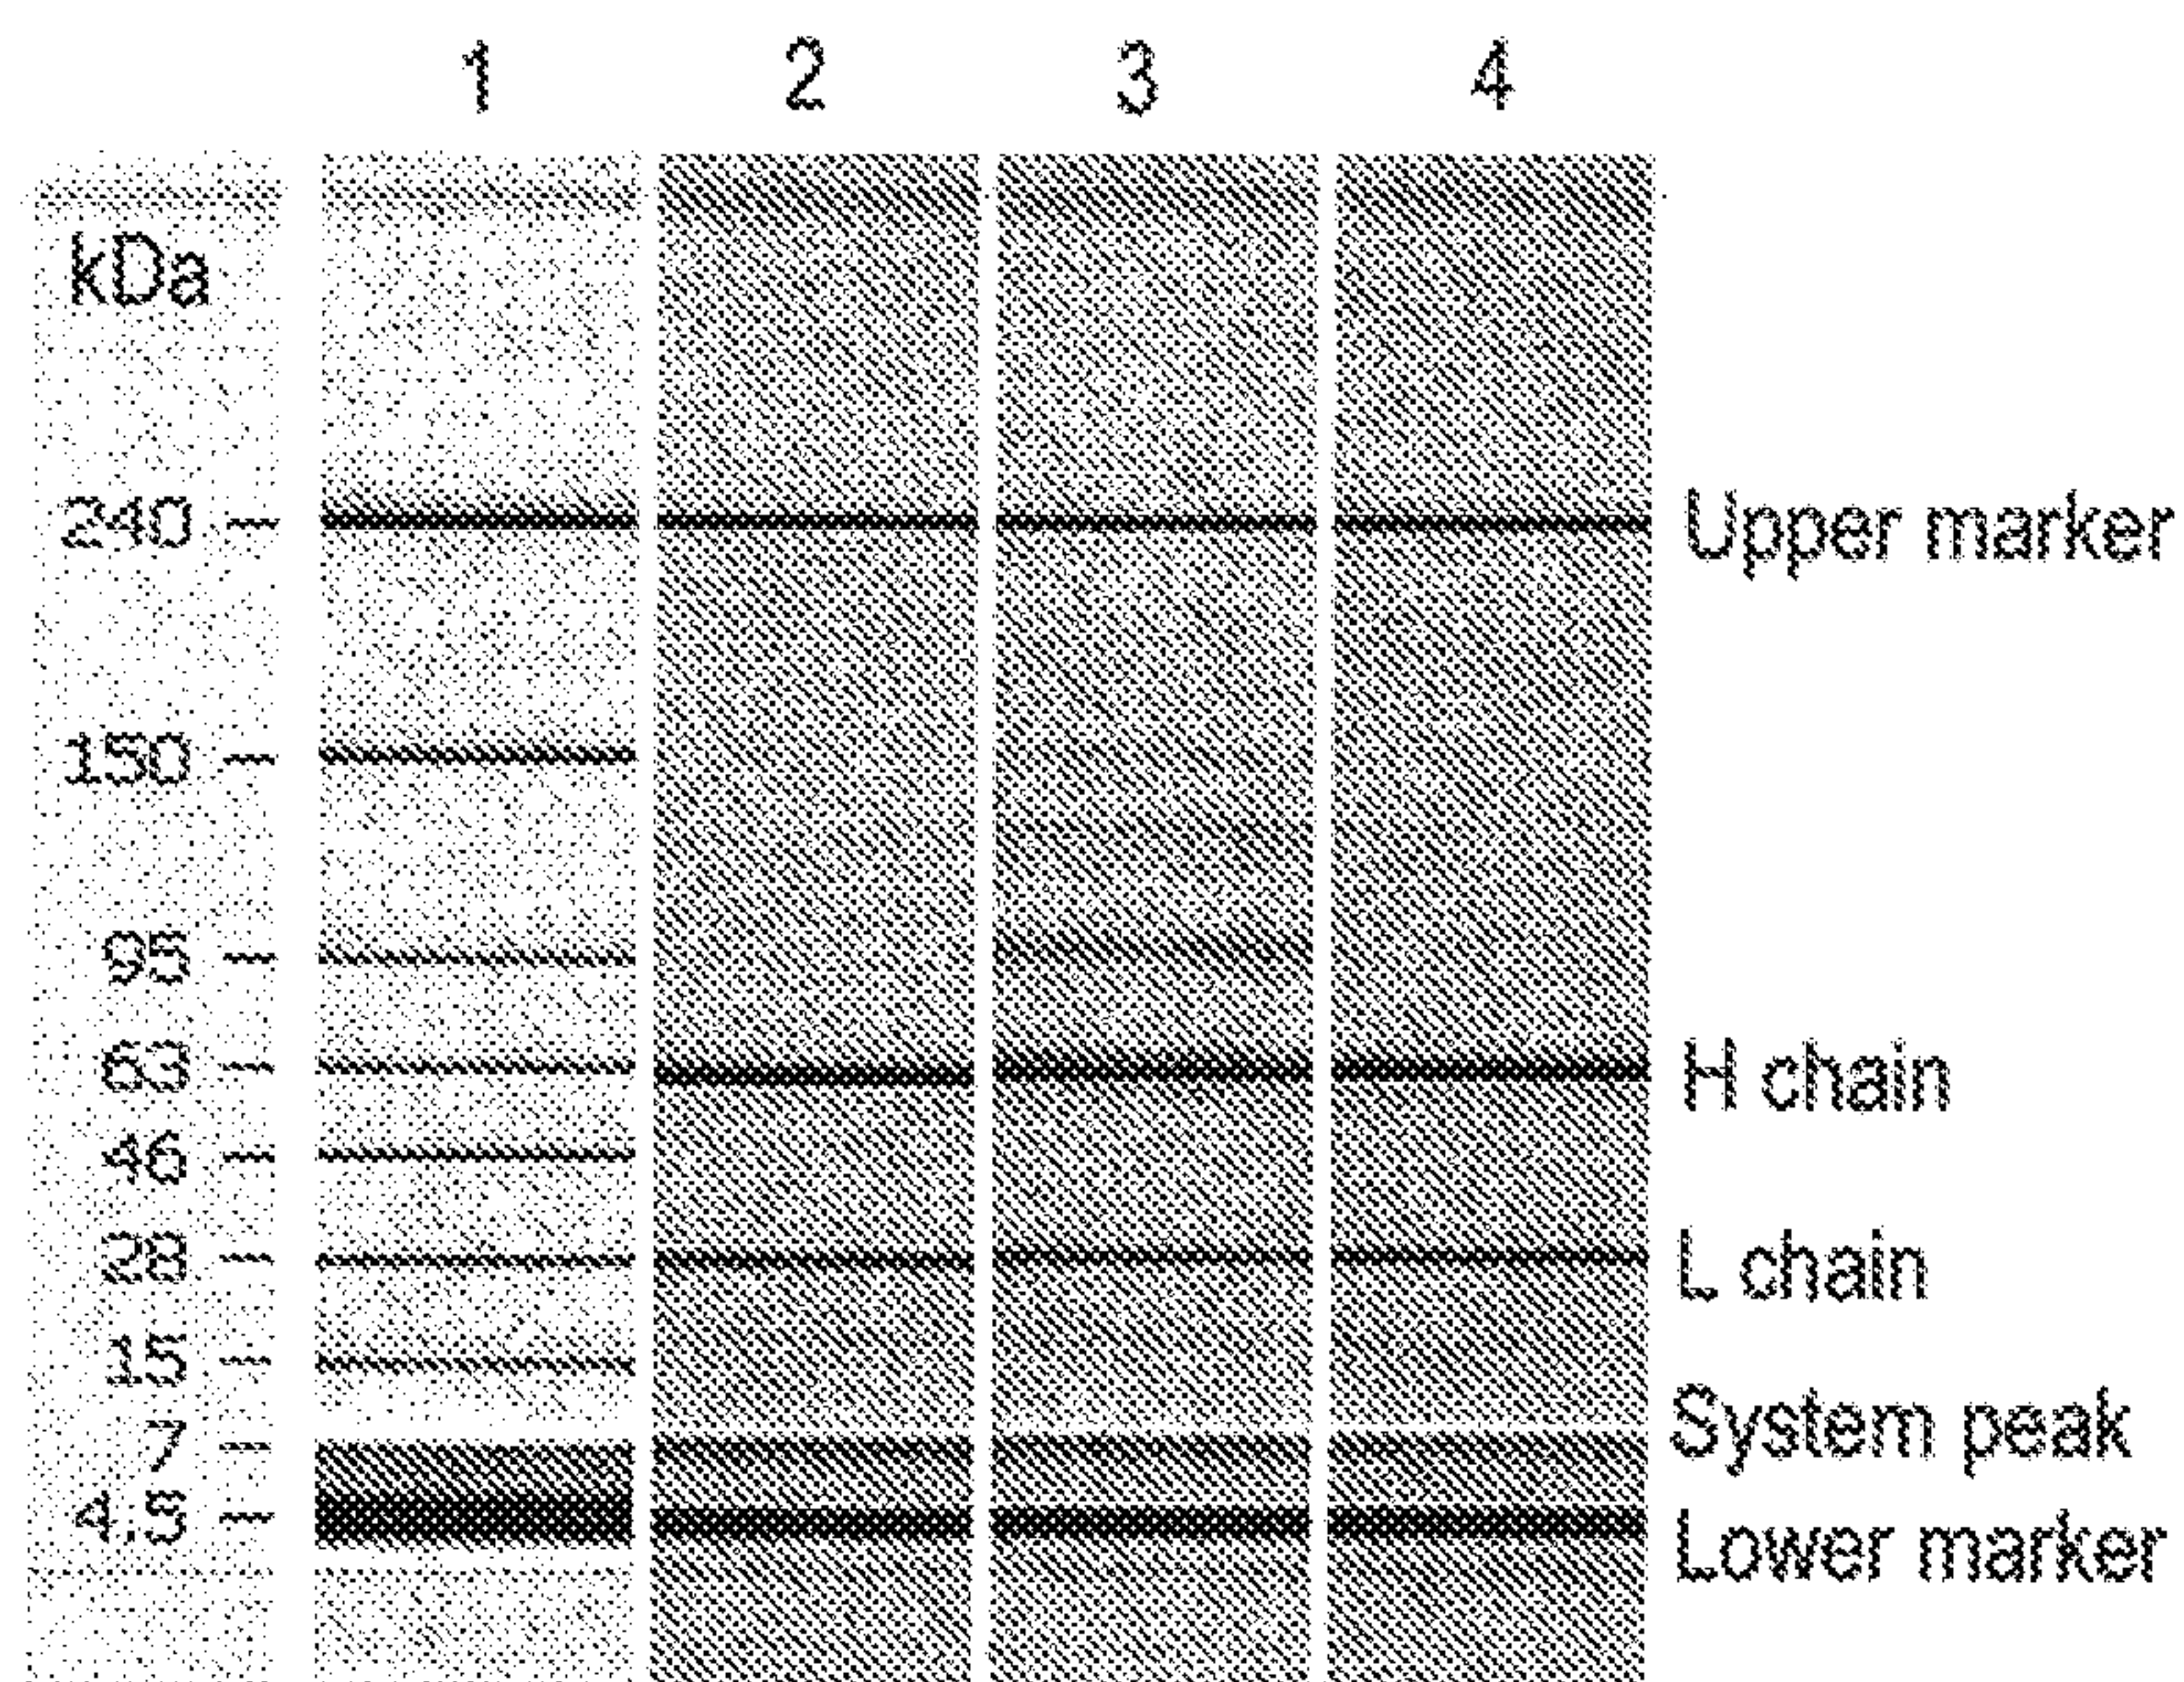 1 2 3 4
kDa
240
Upper marker
150
95
63
H chain
46
28
L chain
15
System peak
7
4.5
Lower marker